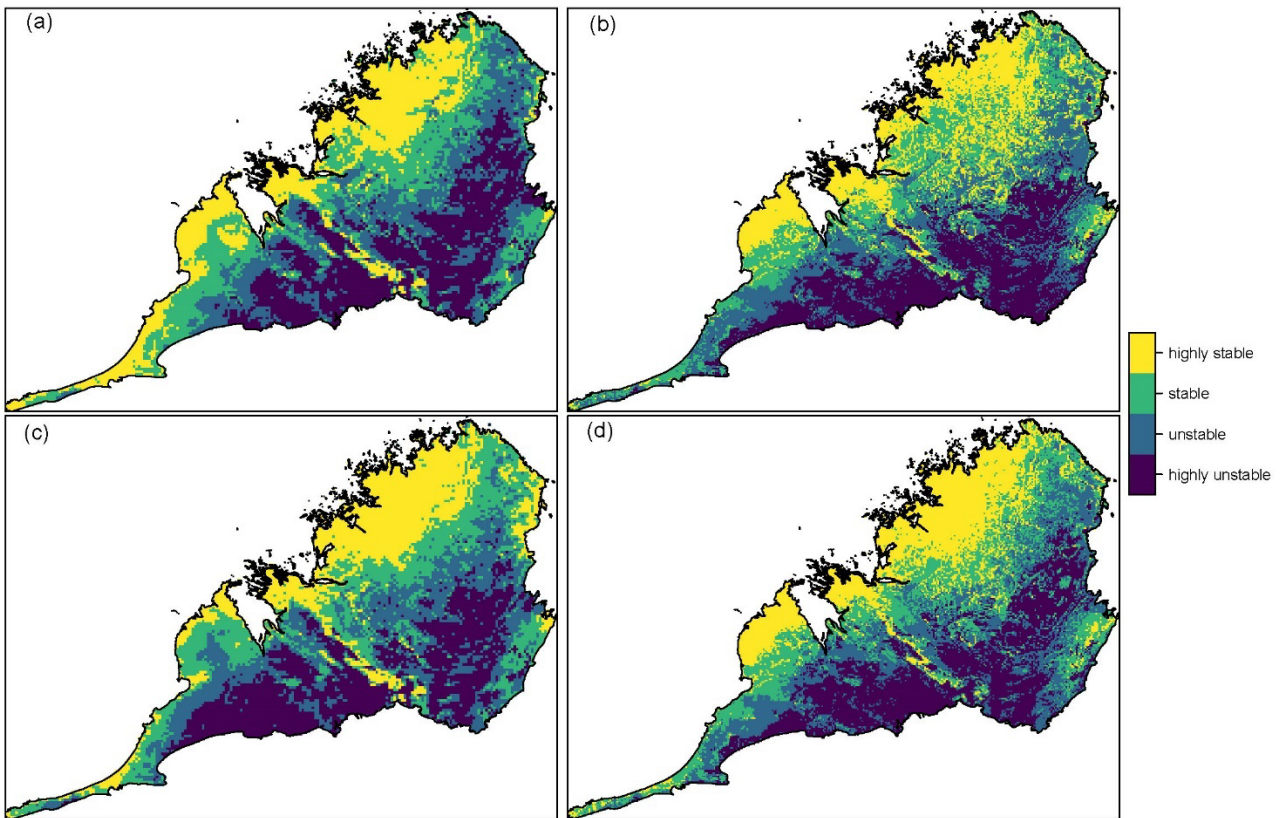 (a)
(b)
(c)
(d)
highly stable
stable
unstable
highly unstable